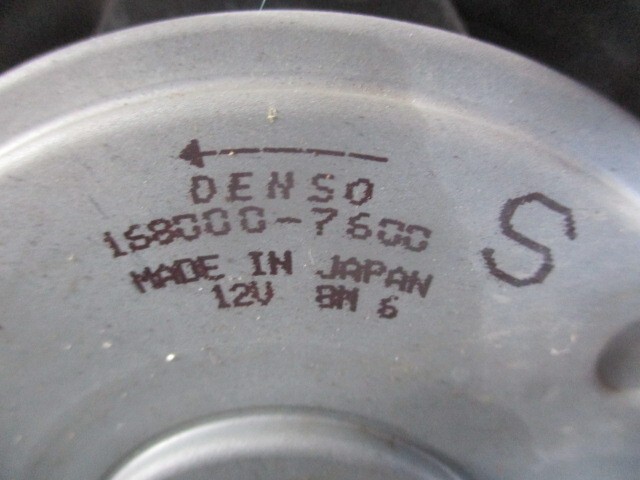 DENSO
168000-7600
MADE IN JAPAN
12V 8M 6
S